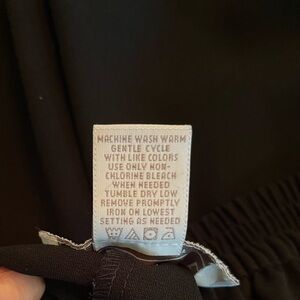 MACHINE WASH WARM
GENTLE CYCLE
WITH LIKE COLORS
USE ONLY NON-
CHLORINE BLEACH
WHEN NEEDED
TUMBLE DRY LOW
REMOVE PROMPTLY
IRON ON LOWEST
SETTING AS NEEDED